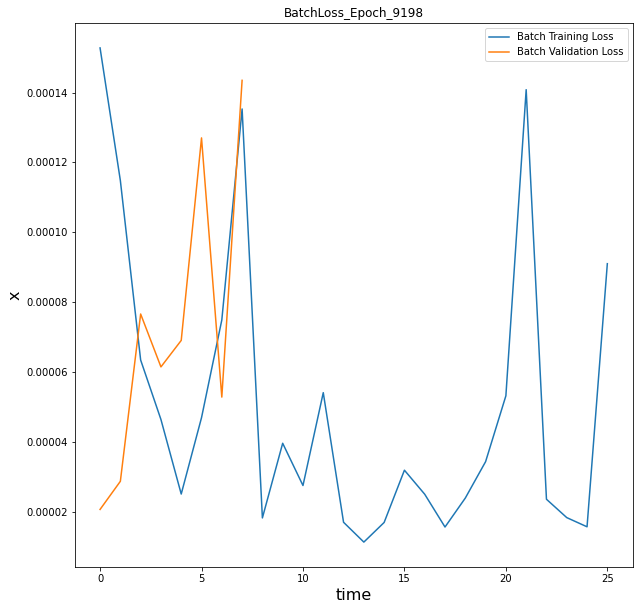 BatchLoss_Epoch_9198
Batch Training Loss
Batch Validation Loss
0.00014
0.00012
0.00010
0.00008
0.00006
0.00004
0.00002
x
0 5 10 15 20 25
time